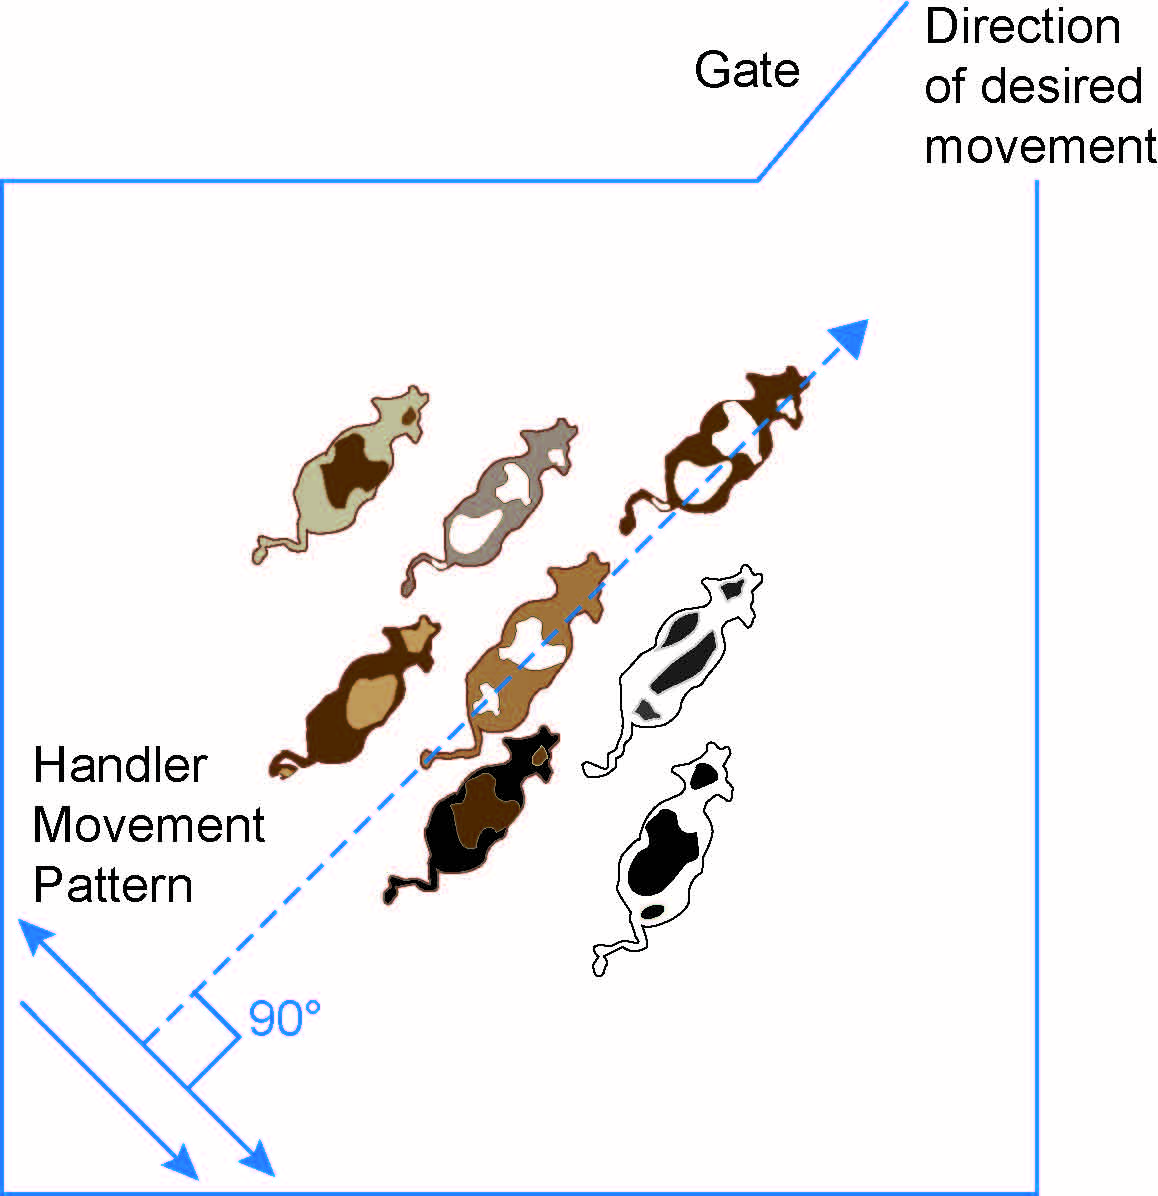 Gate
Direction
of desired
movement
Handler
Movement
Pattern
90°